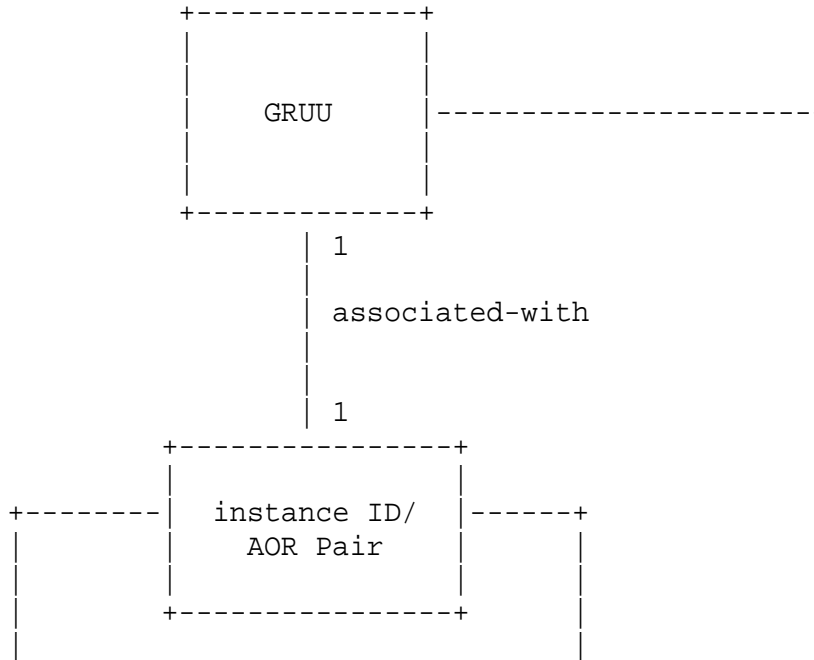 GRUU
1
associated-with
1
instance ID/
AOR Pair